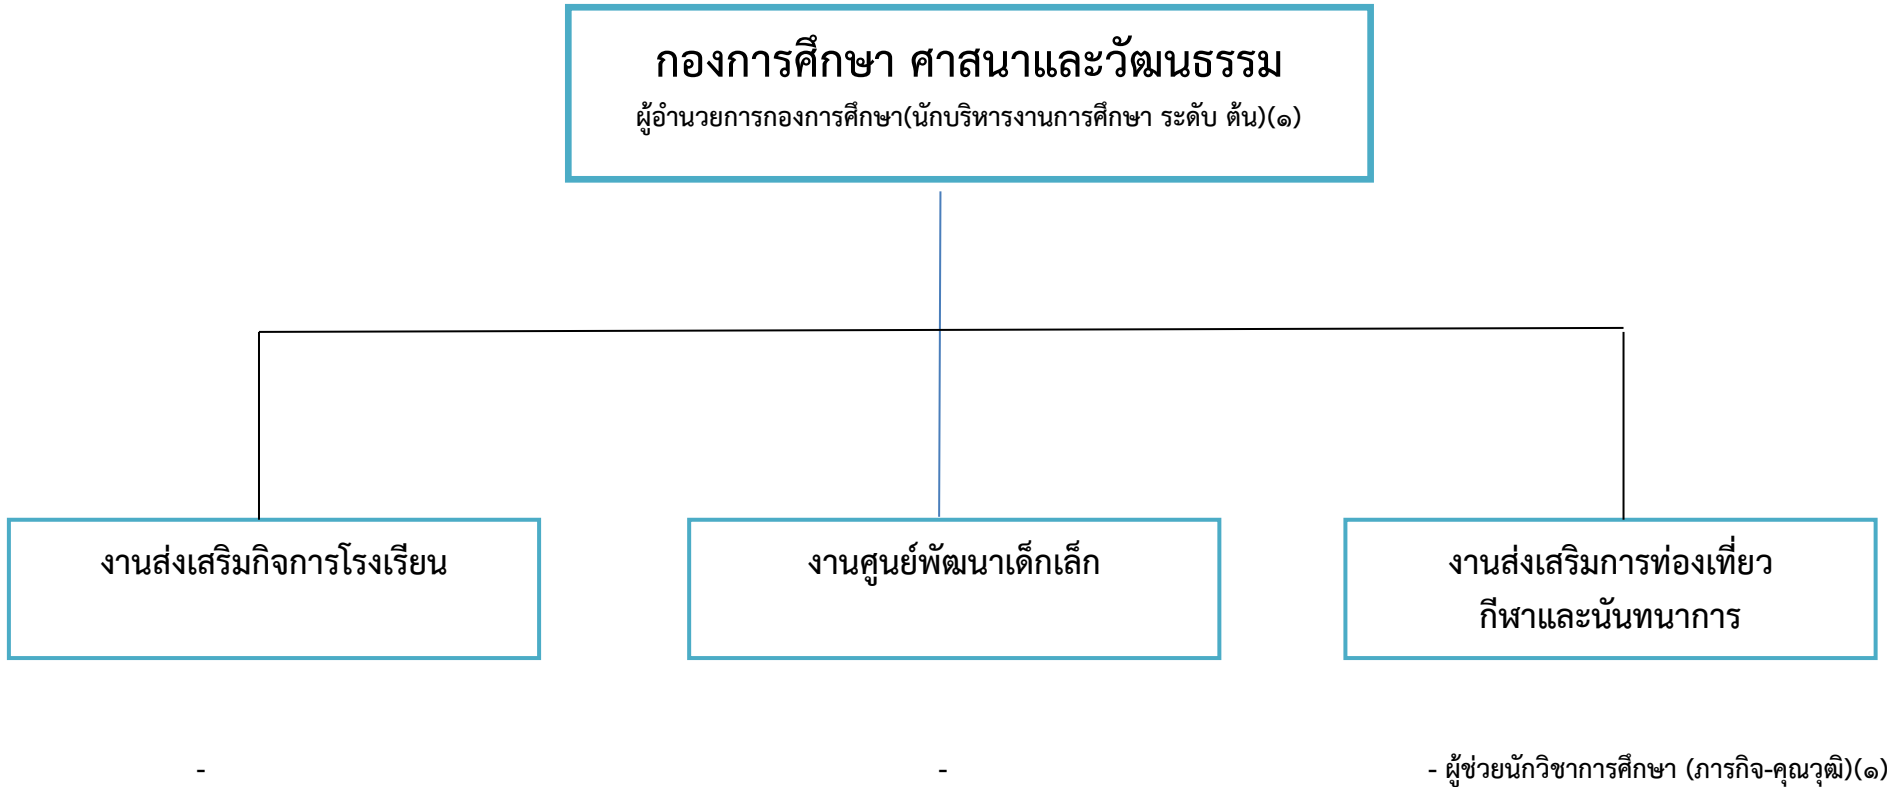 กองการศึกษา ศาสนาและวัฒนธรรม
ผู้อำนวยการกองการศึกษา(นักบริหารงานการศึกษา ระดับ ต้น)(๑)
งานส่งเสริมกิจการโรงเรียน
งานศูนย์พัฒนาเด็กเล็ก
งานส่งเสริมการท่องเที่ยว
กีฬาและนันทนาการ
-
-
- ผู้ช่วยนักวิชาการศึกษา (ภารกิจ-คุณวุฒิ)(๑)